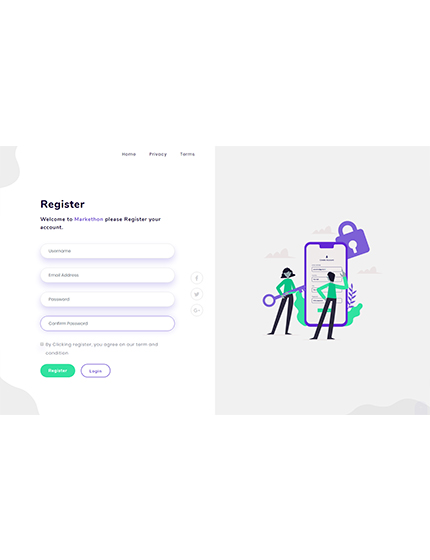 Home Privacy Terms
Register
Welcome to Markethon please Register your
account.
Username
Email Address
Password
Confirm Password
By Clicking register, you agree on our term and
condition
Register Login